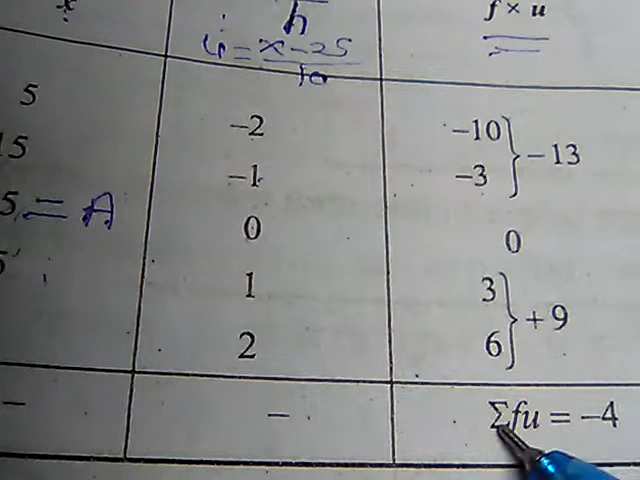 x h f × u
u = x - 25
10
5 -2 -10
15 -1 -3 } -13
5 = A 0 0
5 1 3
2 6 } + 9
- - Σfu = -4